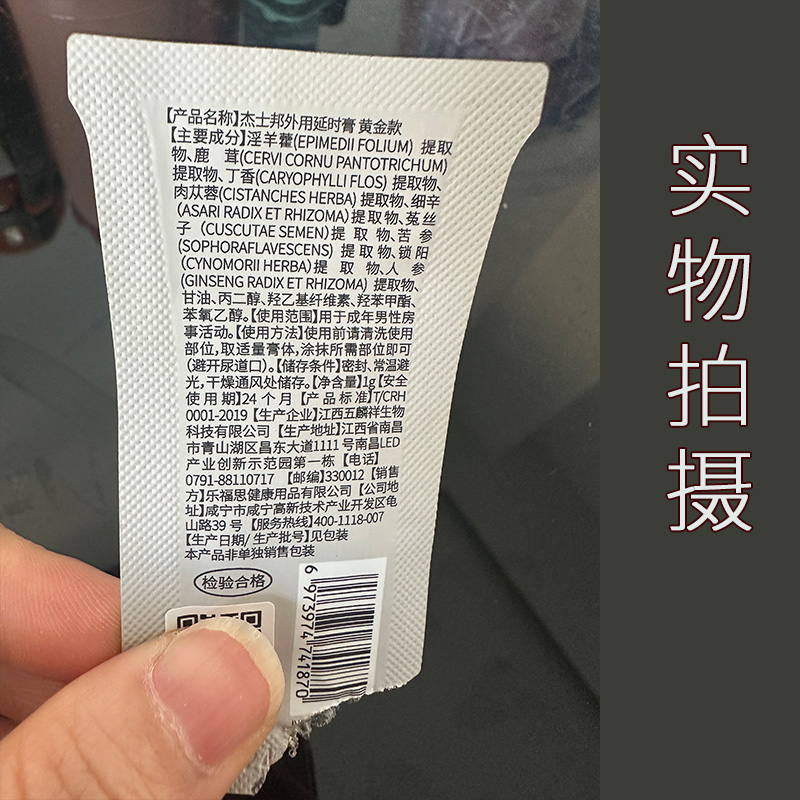 【产品名称】杰士邦外用延时膏 黄金款
【主要成分】淫羊藿(EPIMEDII FOLIUM) 提取
物、鹿 茸(CERVI CORNU PANTOTRICHUM)
提取物、丁香(CARYOPHYLLI FLOS) 提取物、
肉苁蓉(CISTANCHES HERBA) 提取物、细辛
(ASARI RADIX ET RHIZOMA) 提取物、菟丝
子 (CUSCUTAE SEMEN) 提 取 物、苦 参
(SOPHORAFLAVESCENS) 提取物、锁阳
(CYNOMORII HERBA) 提 取 物、人 参
(GINSENG RADIX ET RHIZOMA) 提取物、
甘油、丙二醇、羟乙基纤维素、羟苯甲酯、
苯氧乙醇。【使用范围】用于成年男性房
事活动。【使用方法】使用前请清洗使用
部位,取适量膏体,涂抹所需部位即可
(避开尿道口)。【储存条件】密封、常温避
光,干燥通风处储存。【净含量】1g【安全
使用期】24 个月【产品标准】T/CRH
0001-2019【生产企业】江西五麟祥生物
科技有限公司【生产地址】江西省南昌
市青山湖区昌东大道1111 号南昌LED
产业创新示范园第一栋【电话】
0791-88110717【邮编】330012【销售
方】乐福思健康用品有限公司【公司地
址】咸宁市咸宁高新技术产业开发区龟
山路39 号【服务热线】400-1118-007
【生产日期/ 生产批号】见包装
本产品非单独销售包装
检验合格
6 973974 741870
实物拍摄